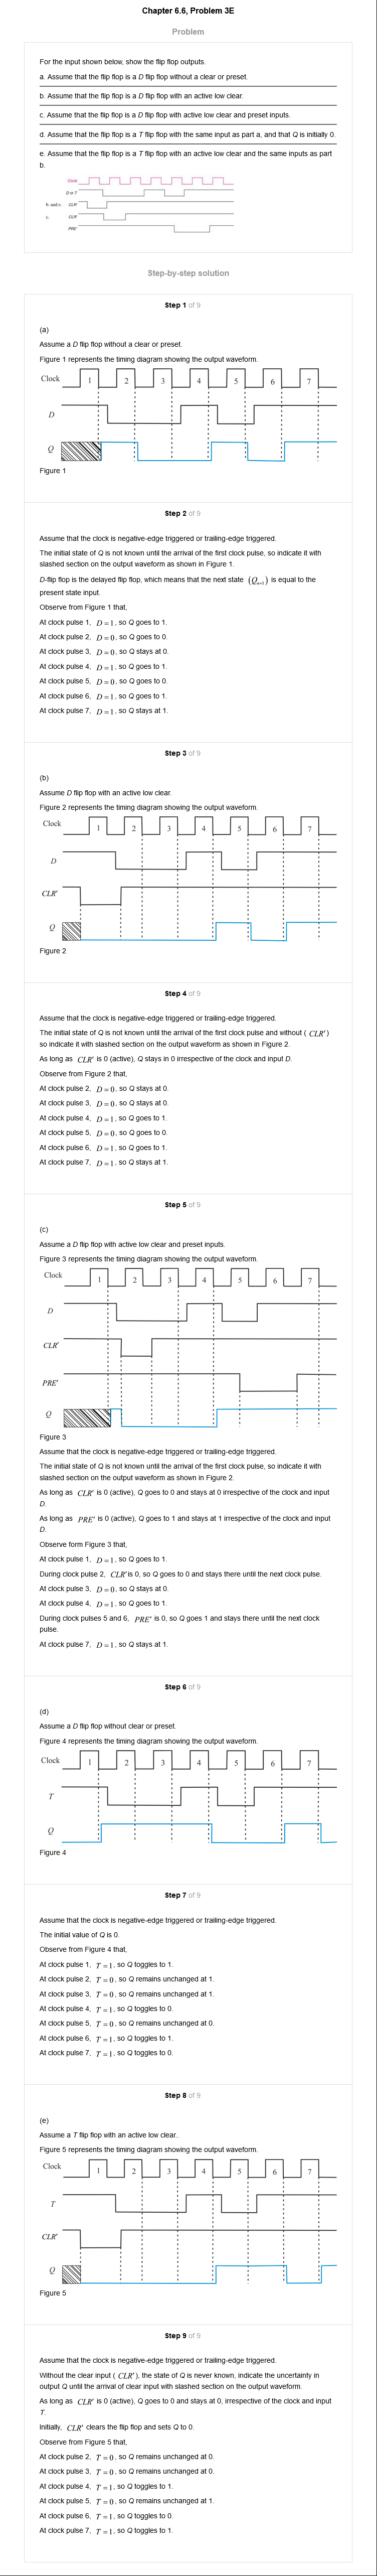 Chapter 6.6, Problem 3E
Problem
For the input shown below, show the flip flop outputs.
a. Assume that the flip flop is a D flip flop without a clear or preset.
b. Assume that the flip flop is a D flip flop with an active low clear.
c. Assume that the flip flop is a D flip flop with active low clear and preset inputs.
d. Assume that the flip flop is a T flip flop with the same input as part a, and that Q is initially 0.
e. Assume that the flip flop is a T flip flop with an active low clear and the same inputs as part
b.
Clock
D or T
b. and e. CLR'
c. CLR'
PRE'
Step-by-step solution
Step 1 of 9
(a)
Assume a D flip flop without a clear or preset.
Figure 1 represents the timing diagram showing the output waveform.
Clock 1 2 3 4 5 6 7
D
Q
Figure 1
Step 2 of 9
Assume that the clock is negative-edge triggered or trailing-edge triggered.
The initial state of Q is not known until the arrival of the first clock pulse, so indicate it with
slashed section on the output waveform as shown in Figure 1.
D-flip flop is the delayed flip flop, which means that the next state (Qn+1) is equal to the
present state input.
Observe from Figure 1 that,
At clock pulse 1, D = 1, so Q goes to 1.
At clock pulse 2, D = 0, so Q goes to 0.
At clock pulse 3, D = 0, so Q stays at 0.
At clock pulse 4, D = 1, so Q goes to 1.
At clock pulse 5, D = 0, so Q goes to 0.
At clock pulse 6, D = 1, so Q goes to 1.
At clock pulse 7, D = 1, so Q stays at 1.
Step 3 of 9
(b)
Assume D flip flop with an active low clear.
Figure 2 represents the timing diagram showing the output waveform.
Clock 1 2 3 4 5 6 7
D
CLR'
Q
Figure 2
Step 4 of 9
Assume that the clock is negative-edge triggered or trailing-edge triggered.
The initial state of Q is not known until the arrival of the first clock pulse and without ( CLR' )
so indicate it with slashed section on the output waveform as shown in Figure 2.
As long as CLR' is 0 (active), Q stays in 0 irrespective of the clock and input D.
Observe from Figure 2 that,
At clock pulse 2, D = 0, so Q stays at 0.
At clock pulse 3, D = 0, so Q stays at 0.
At clock pulse 4, D = 1, so Q goes to 1.
At clock pulse 5, D = 0, so Q goes to 0.
At clock pulse 6, D = 1, so Q goes to 1.
At clock pulse 7, D = 1, so Q stays at 1.
Step 5 of 9
(c)
Assume a D flip flop with active low clear and preset inputs.
Figure 3 represents the timing diagram showing the output waveform.
Clock 1 2 3 4 5 6 7
D
CLR'
PRE'
Q
Figure 3
Assume that the clock is negative-edge triggered or trailing-edge triggered.
The initial state of Q is not known until the arrival of the first clock pulse, so indicate it with
slashed section on the output waveform as shown in Figure 2.
As long as CLR' is 0 (active), Q goes to 0 and stays at 0 irrespective of the clock and input
D.
As long as PRE' is 0 (active), Q goes to 1 and stays at 1 irrespective of the clock and input
D.
Observe form Figure 3 that,
At clock pulse 1, D = 1, so Q goes to 1.
During clock pulse 2, CLR' is 0, so Q goes to 0 and stays there until the next clock pulse.
At clock pulse 3, D = 0, so Q stays at 0.
At clock pulse 4, D = 1, so Q goes to 1.
During clock pulses 5 and 6, PRE' is 0, so Q goes 1 and stays there until the next clock
pulse.
At clock pulse 7, D = 1, so Q stays at 1.
Step 6 of 9
(d)
Assume a D flip flop without clear or preset.
Figure 4 represents the timing diagram showing the output waveform.
Clock 1 2 3 4 5 6 7
T
Q
Figure 4
Step 7 of 9
Assume that the clock is negative-edge triggered or trailing-edge triggered.
The initial value of Q is 0.
Observe from Figure 4 that,
At clock pulse 1, T = 1, so Q toggles to 1.
At clock pulse 2, T = 0, so Q remains unchanged at 1.
At clock pulse 3, T = 0, so Q remains unchanged at 1.
At clock pulse 4, T = 1, so Q toggles to 0.
At clock pulse 5, T = 0, so Q remains unchanged at 0.
At clock pulse 6, T = 1, so Q toggles to 1.
At clock pulse 7, T = 1, so Q toggles to 0.
Step 8 of 9
(e)
Assume a T flip flop with an active low clear..
Figure 5 represents the timing diagram showing the output waveform.
Clock 1 2 3 4 5 6 7
T
CLR'
Q
Figure 5
Step 9 of 9
Assume that the clock is negative-edge triggered or trailing-edge triggered.
Without the clear input ( CLR' ), the state of Q is never known, indicate the uncertainty in
output Q until the arrival of clear input with slashed section on the output waveform.
As long as CLR' is 0 (active), Q goes to 0 and stays at 0, irrespective of the clock and input
T.
Initially, CLR' clears the flip flop and sets Q to 0.
Observe from Figure 5 that,
At clock pulse 2, T = 0, so Q remains unchanged at 0.
At clock pulse 3, T = 0, so Q remains unchanged at 0.
At clock pulse 4, T = 1, so Q toggles to 1.
At clock pulse 5, T = 0, so Q remains unchanged at 1.
At clock pulse 6, T = 1, so Q toggles to 0.
At clock pulse 7, T = 1, so Q toggles to 1.